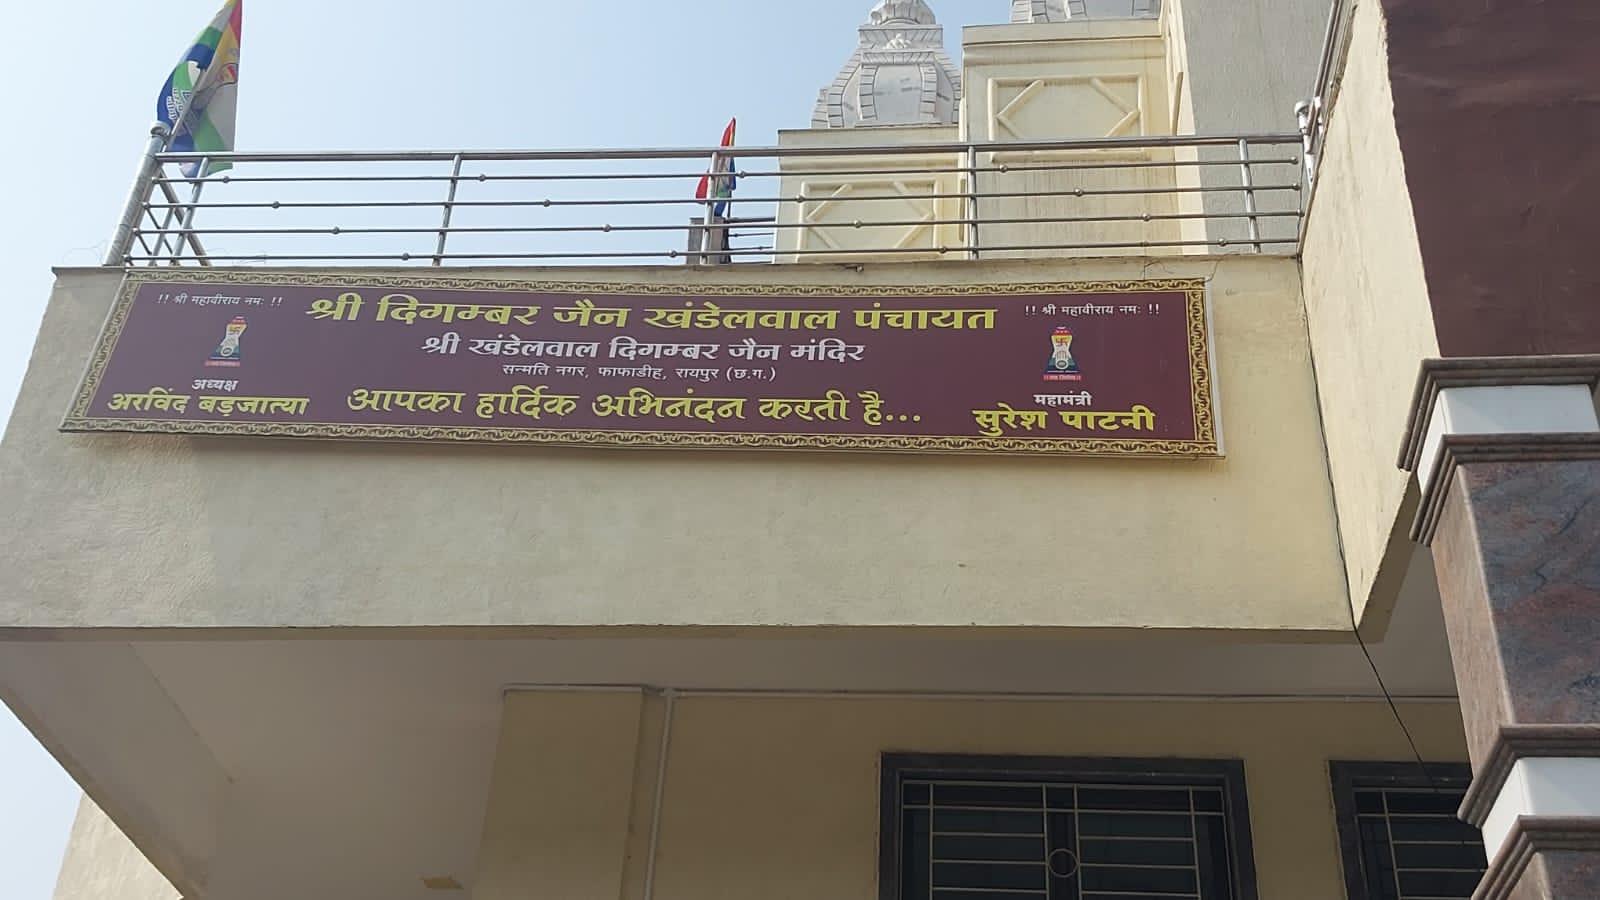 !! श्री महावीराय नमः !!
श्री दिगम्बर जैन खंडेलवाल पंचायत
!! श्री महावीराय नमः !!
श्री खंडेलवाल दिगम्बर जैन मंदिर
सन्मति नगर, फाफाडीह, रायपुर (छ.ग.)
अध्यक्ष
अरविंद बड़जात्या
आपका हार्दिक अभिनंदन करती है...
महामंत्री
सुरेश पाटनी